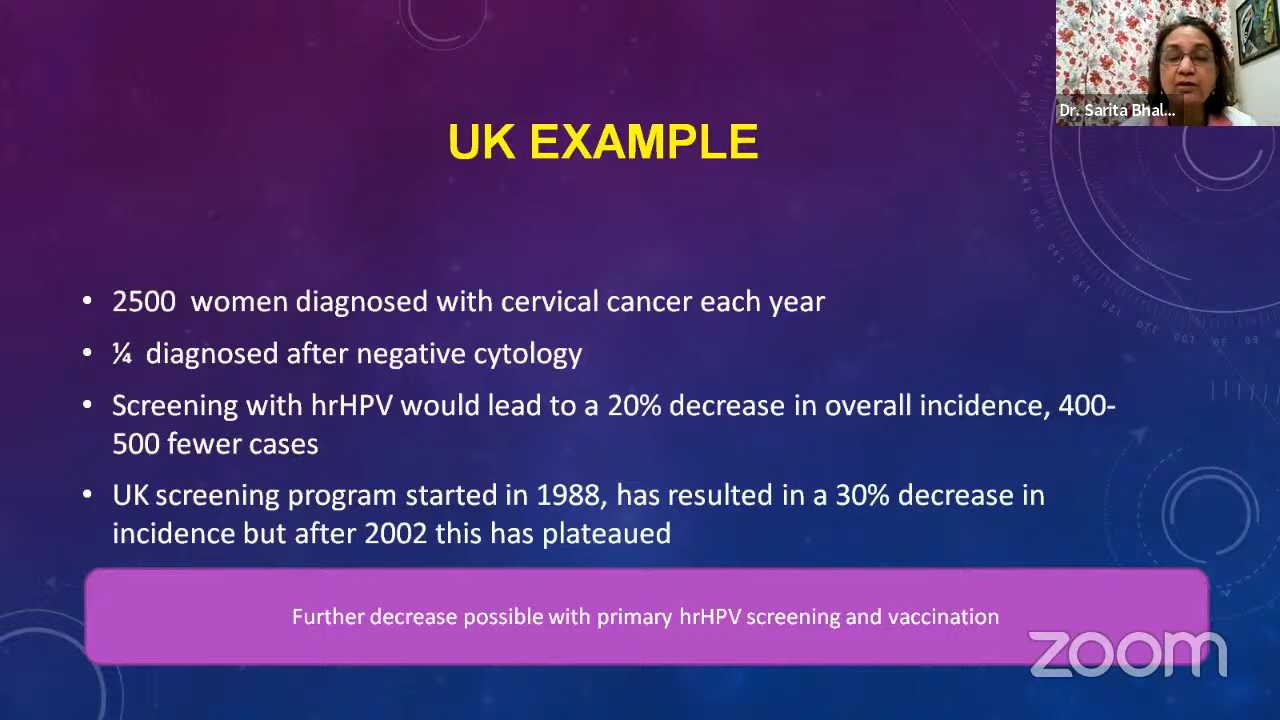 Dr. Sarita Bhal...
UK EXAMPLE
• 2500 women diagnosed with cervical cancer each year
• ¼ diagnosed after negative cytology
• Screening with hrHPV would lead to a 20% decrease in overall incidence, 400-
500 fewer cases
• UK screening program started in 1988, has resulted in a 30% decrease in
incidence but after 2002 this has plateaued
Further decrease possible with primary hrHPV screening and vaccination
zoom